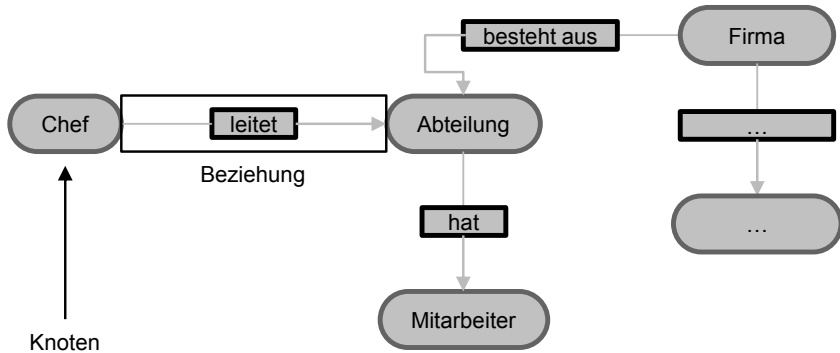 besteht aus
Firma
Chef
leitet
Abteilung
…
Beziehung
hat
…
Mitarbeiter
Knoten